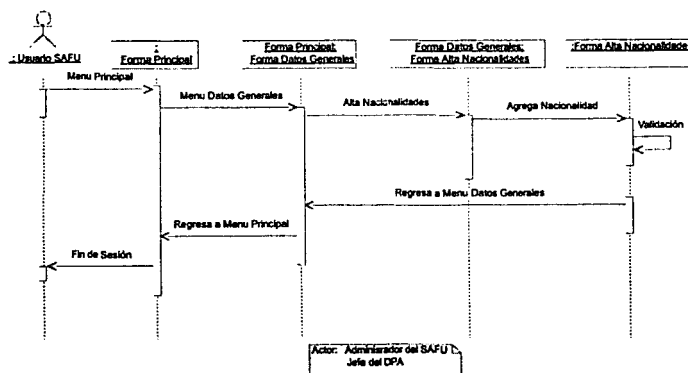 : Usuario SAFU
:
Forma Principal
Forma Principal:
Forma Datos Generales
Forma Datos Generales:
Forma Alta Nacionalidades
:Forma Alta Nacionalidade
Menu Principal
Menu Datos Generales
Alta Nacionalidades
Agrega Nacionalidad
Validación
Regresa a Menu Datos Generales
Regresa a Menu Principal
Fin de Sesión
Actor: Adminisrador del SAFU
Jefe del DPA